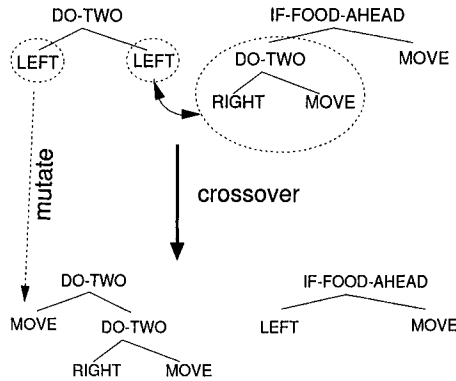 DO-TWO IF-FOOD-AHEAD
LEFT LEFT DO-TWO MOVE
RIGHT MOVE
mutate
crossover
DO-TWO IF-FOOD-AHEAD
MOVE DO-TWO LEFT MOVE
RIGHT MOVE